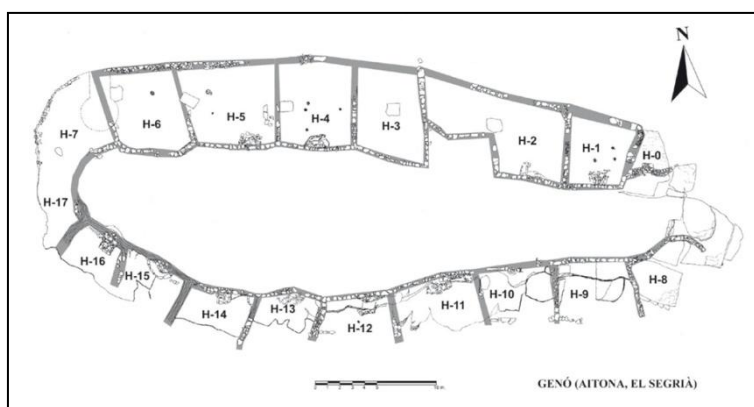 N
H-7
H-6
H-5
H-4
H-3
H-2
H-1
H-0
H-17
H-16
H-15
H-14
H-13
H-12
H-11
H-10
H-9
H-8
GENÓ (AITONA, EL SEGRIÀ)